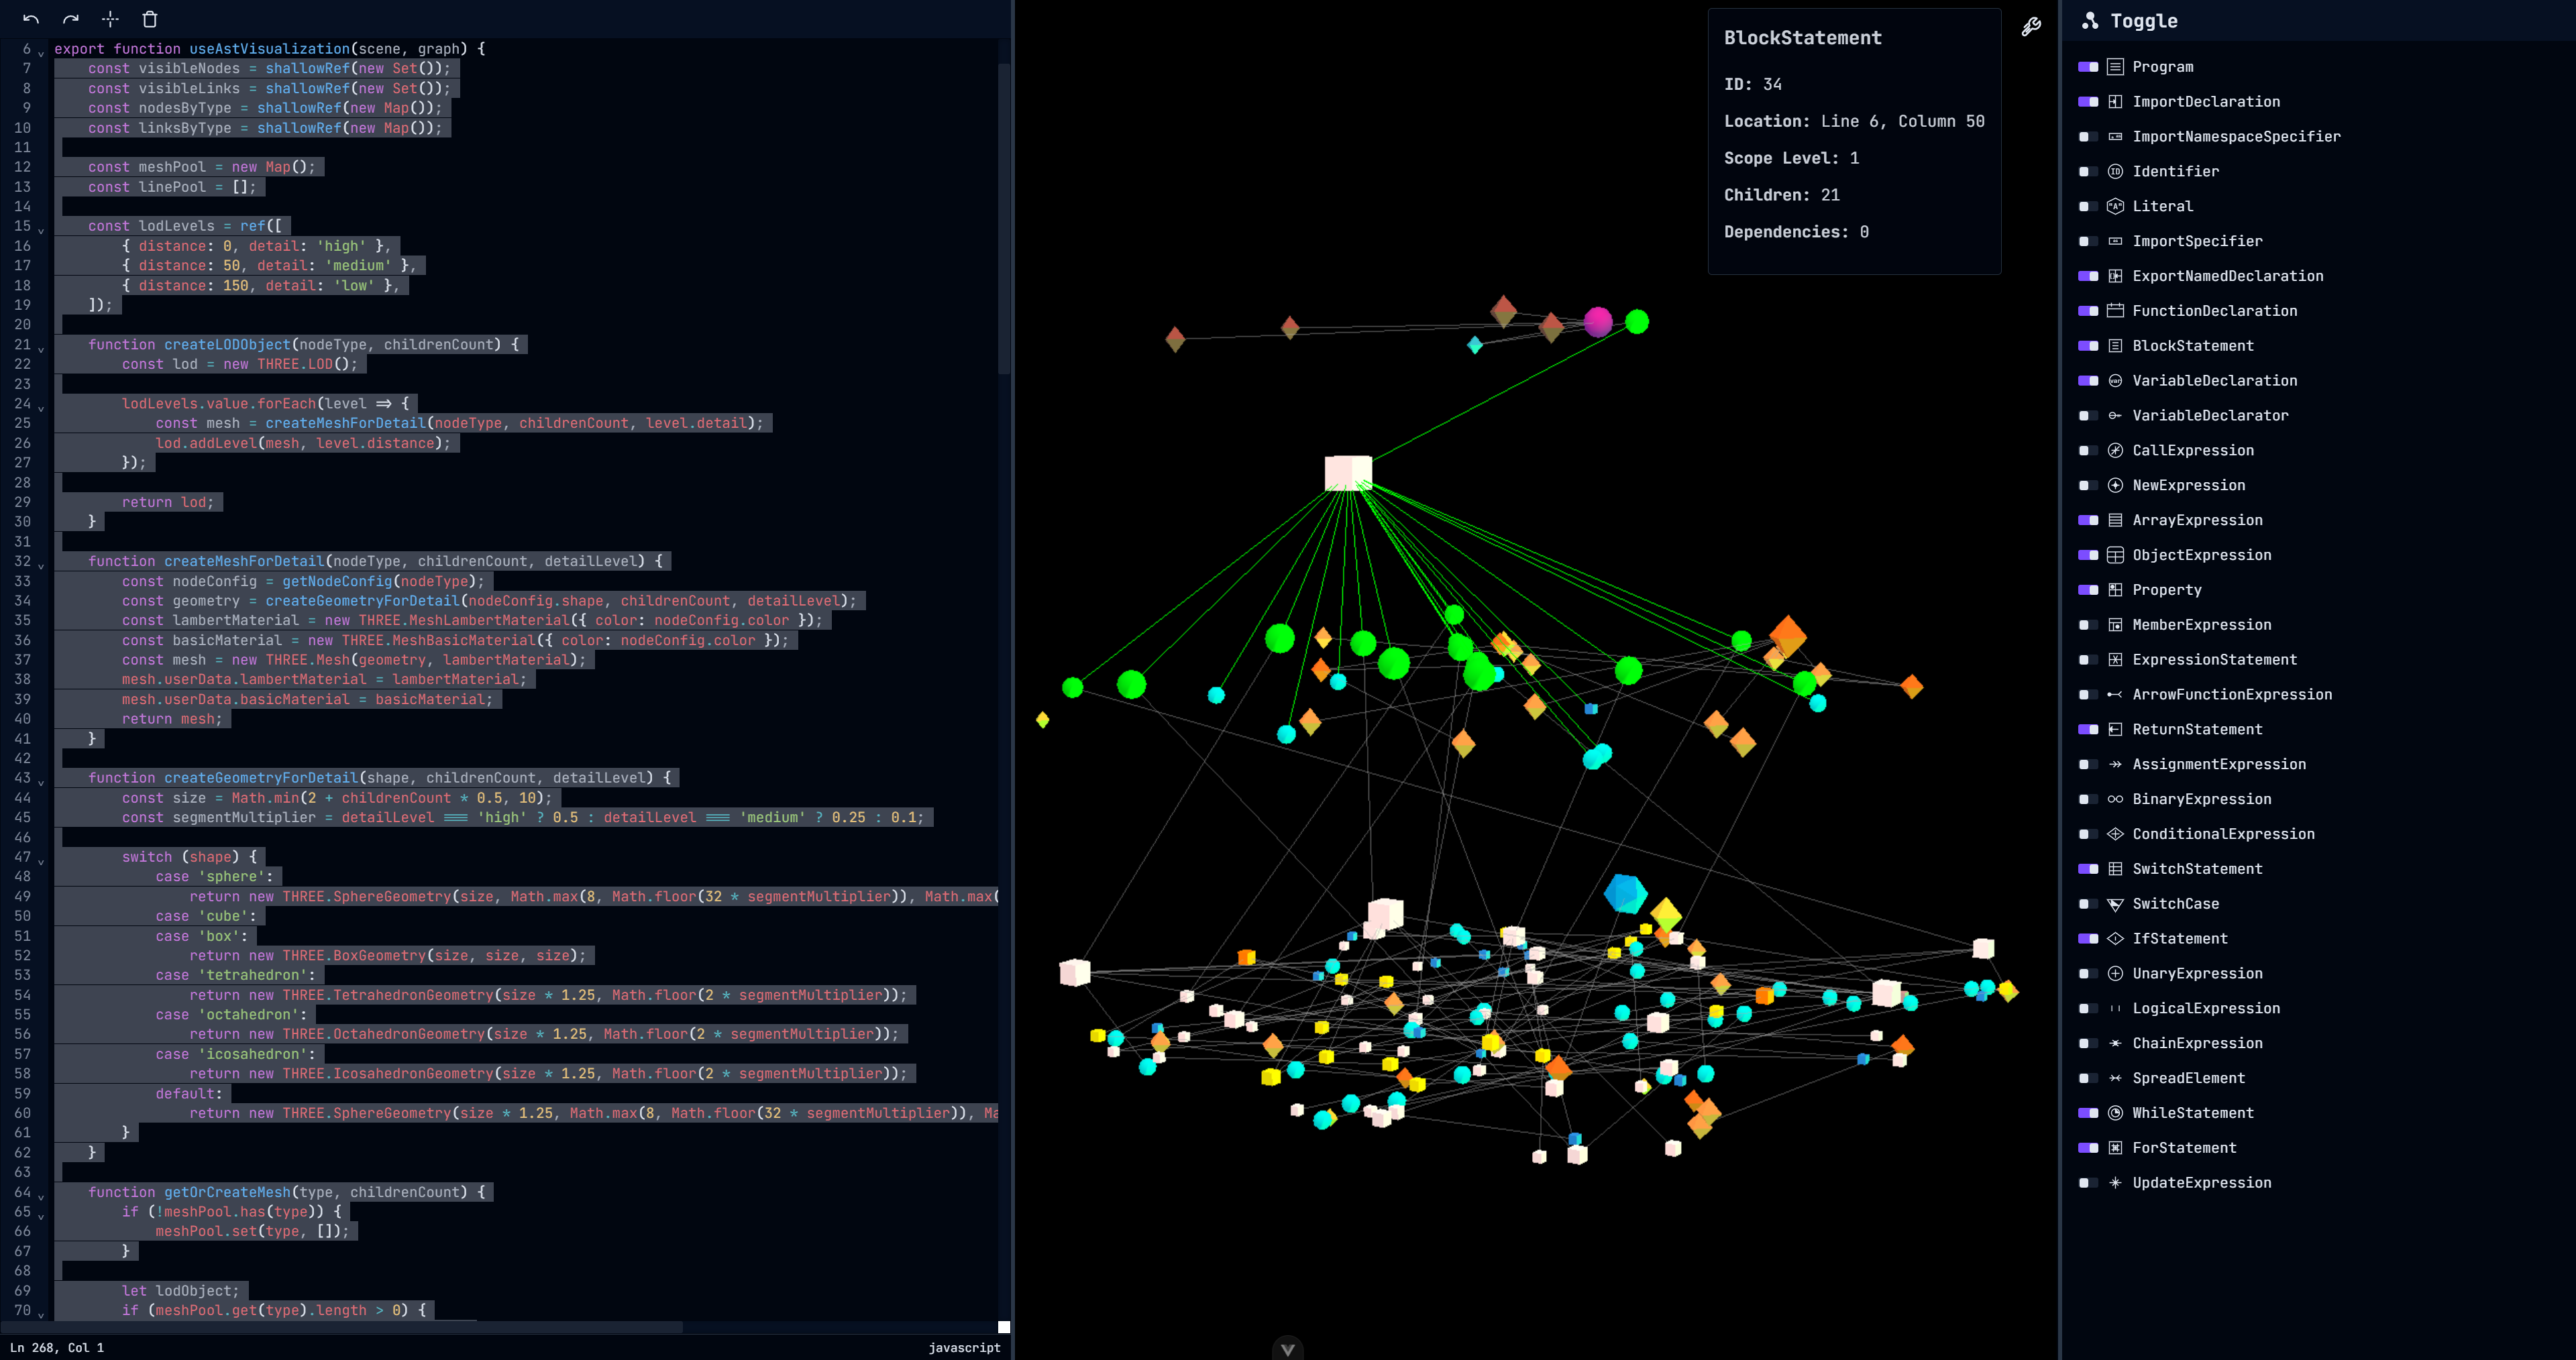 6 export function useAstVisualization(scene, graph) {
7 const visibleNodes = shallowRef(new Set());
8 const visibleLinks = shallowRef(new Set());
9 const nodesByType = shallowRef(new Map());
10 const linksByType = shallowRef(new Map());
11
12 const meshPool = new Map();
13 const linePool = [];
14
15 const lodLevels = ref([
16 { distance: 0, detail: 'high' },
17 { distance: 50, detail: 'medium' },
18 { distance: 150, detail: 'low' },
19 ]);
20
21 function createLODObject(nodeType, childrenCount) {
22 const lod = new THREE.LOD();
23
24 lodLevels.value.forEach(level => {
25 const mesh = createMeshForDetail(nodeType, childrenCount, level.detail);
26 lod.addLevel(mesh, level.distance);
27 });
28
29 return lod;
30 }
31
32 function createMeshForDetail(nodeType, childrenCount, detailLevel) {
33 const nodeConfig = getNodeConfig(nodeType);
34 const geometry = createGeometryForDetail(nodeConfig.shape, childrenCount, detailLevel);
35 const lambertMaterial = new THREE.MeshLambertMaterial({ color: nodeConfig.color });
36 const basicMaterial = new THREE.MeshBasicMaterial({ color: nodeConfig.color });
37 const mesh = new THREE.Mesh(geometry, lambertMaterial);
38 mesh.userData.lambertMaterial = lambertMaterial;
39 mesh.userData.basicMaterial = basicMaterial;
40 return mesh;
41 }
42
43 function createGeometryForDetail(shape, childrenCount, detailLevel) {
44 const size = Math.min(2 + childrenCount * 0.5, 10);
45 const segmentMultiplier = detailLevel === 'high' ? 0.5 : detailLevel === 'medium' ? 0.25 : 0.1;
46
47 switch (shape) {
48 case 'sphere':
49 return new THREE.SphereGeometry(size, Math.max(8, Math.floor(32 * segmentMultiplier)), Math.max(
50 case 'cube':
51 case 'box':
52 return new THREE.BoxGeometry(size, size, size);
53 case 'tetrahedron':
54 return new THREE.TetrahedronGeometry(size * 1.25, Math.floor(2 * segmentMultiplier));
55 case 'octahedron':
56 return new THREE.OctahedronGeometry(size * 1.25, Math.floor(2 * segmentMultiplier));
57 case 'icosahedron':
58 return new THREE.IcosahedronGeometry(size * 1.25, Math.floor(2 * segmentMultiplier));
59 default:
60 return new THREE.SphereGeometry(size * 1.25, Math.max(8, Math.floor(32 * segmentMultiplier)), Ma
61 }
62 }
63
64 function getOrCreateMesh(type, childrenCount) {
65 if (!meshPool.has(type)) {
66 meshPool.set(type, []);
67 }
68
69 let lodObject;
70 if (meshPool.get(type).length > 0) {
Ln 268, Col 1
javascript
BlockStatement
ID: 34
Location: Line 6, Column 50
Scope Level: 1
Children: 21
Dependencies: 0
Toggle
Program
ImportDeclaration
ImportNamespaceSpecifier
Identifier
Literal
ImportSpecifier
ExportNamedDeclaration
FunctionDeclaration
BlockStatement
VariableDeclaration
VariableDeclarator
CallExpression
NewExpression
ArrayExpression
ObjectExpression
Property
MemberExpression
ExpressionStatement
ArrowFunctionExpression
ReturnStatement
AssignmentExpression
BinaryExpression
ConditionalExpression
SwitchStatement
SwitchCase
IfStatement
UnaryExpression
LogicalExpression
ChainExpression
SpreadElement
WhileStatement
ForStatement
UpdateExpression